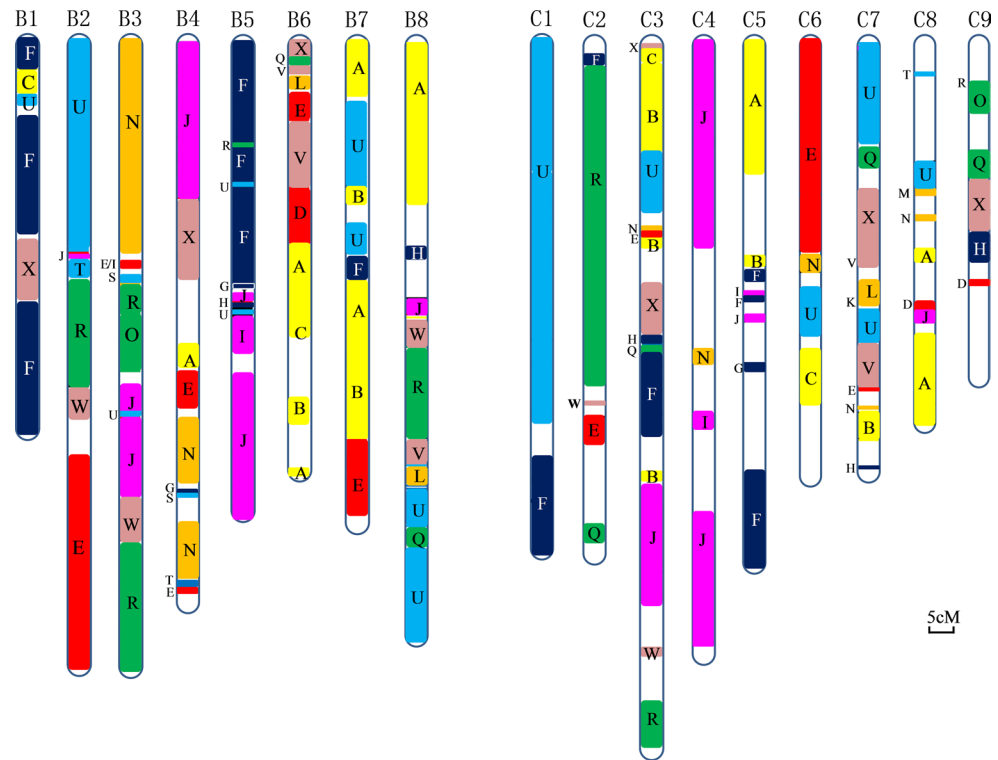 B1 B2 B3 B4 B5 B6 B7 B8 C1 C2 C3 C4 C5 C6 C7 C8 C9
F
C
U
F
X
F
U
J
T
R
W
E
N
E/I
S
R
O
J
U
J
W
R
J
X
A
E
N
G
S
N
T
E
F
R
F
U
F
G
J
H
U
I
J
X
Q
V
L
E
V
D
A
C
B
A
A
U
B
U
F
A
B
E
A
H
J
W
R
V
L
U
Q
U
U
F
F
R
W
E
Q
X
C
B
U
N
E
B
X
H
Q
F
B
J
W
R
J
N
I
J
A
B
F
I
F
J
G
F
E
N
U
C
U
Q
X
V
L
K
U
V
E
N
B
H
T
U
M
N
A
D
J
A
R
O
Q
X
H
D
5cM